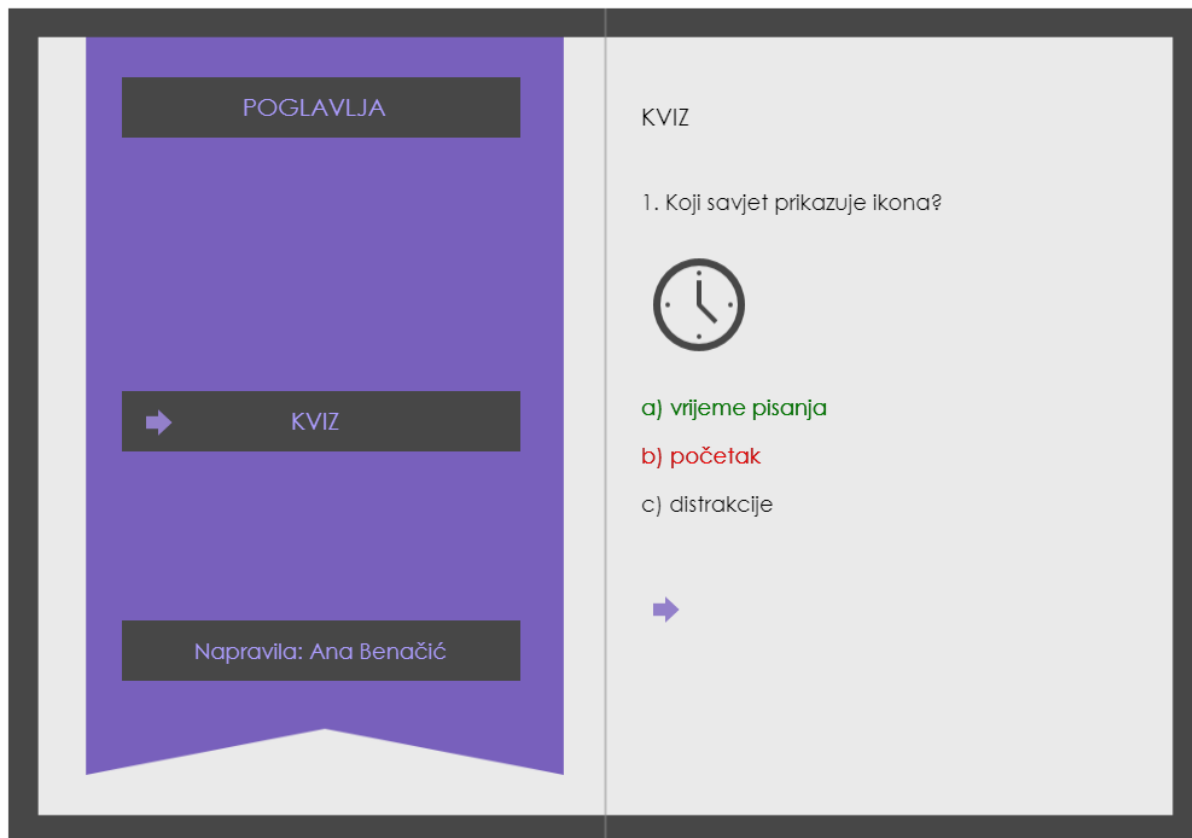 POGLAVLJA
KVIZ
Napravila: Ana Benačić
KVIZ
1. Koji savjet prikazuje ikona?
a) vrijeme pisanja
b) početak
c) distrakcije